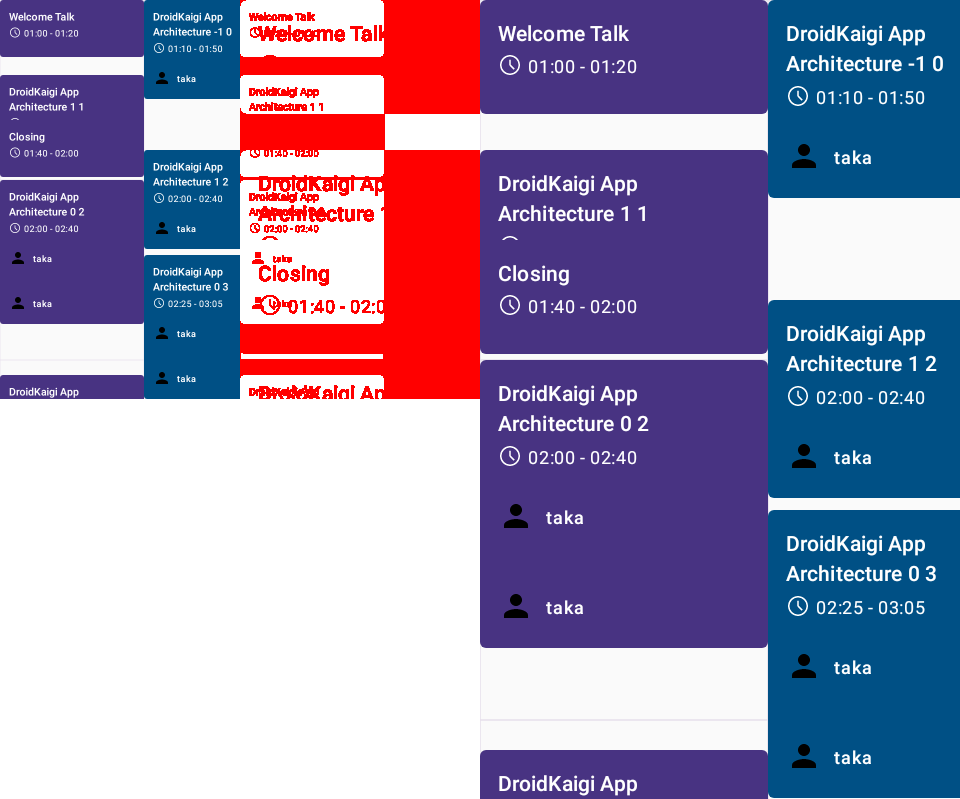 Welcome Talk
01:00 - 01:20
DroidKaigi App
Architecture 1 1
Closing
01:40 - 02:00
DroidKaigi App
Architecture 0 2
02:00 - 02:40
taka
taka
DroidKaigi App
DroidKaigi App
Architecture -1 0
01:10 - 01:50
taka
DroidKaigi App
Architecture 1 2
02:00 - 02:40
taka
DroidKaigi App
Architecture 0 3
02:25 - 03:05
taka
taka
Welcome Talk
Welcome Talk
DroidKaigi App
Architecture 1 1
01:40 - 02:00
DroidKaigi Ap
DroidKaigi App
Architecture
02:00 - 02:40
taka
Closing
01:40 - 02:0
DroidKaigi Ap
Welcome Talk
01:00 - 01:20
DroidKaigi App
Architecture 1 1
Closing
01:40 - 02:00
DroidKaigi App
Architecture 0 2
02:00 - 02:40
taka
taka
DroidKaigi App
DroidKaigi App
Architecture -1 0
01:10 - 01:50
taka
DroidKaigi App
Architecture 1 2
02:00 - 02:40
taka
DroidKaigi App
Architecture 0 3
02:25 - 03:05
taka
taka